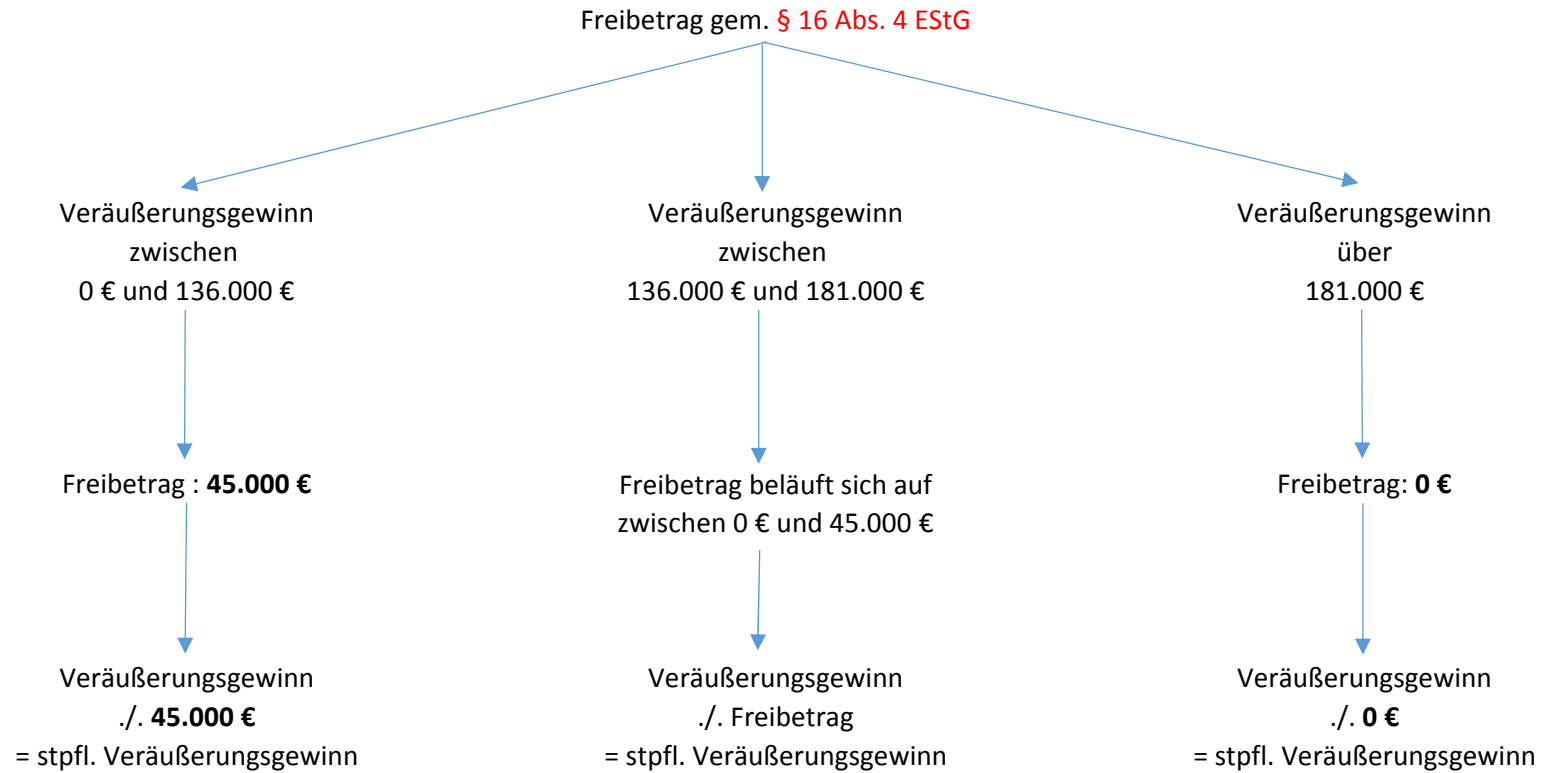 Freibetrag gem. § 16 Abs. 4 EStG
Veräußerungsgewinn
zwischen
0 € und 136.000 €
Freibetrag : 45.000 €
Veräußerungsgewinn
./. 45.000 €
= stpfl. Veräußerungsgewinn
Veräußerungsgewinn
zwischen
136.000 € und 181.000 €
Freibetrag beläuft sich auf
zwischen 0 € und 45.000 €
Veräußerungsgewinn
./. Freibetrag
= stpfl. Veräußerungsgewinn
Veräußerungsgewinn
über
181.000 €
Freibetrag: 0 €
Veräußerungsgewinn
./. 0 €
= stpfl. Veräußerungsgewinn